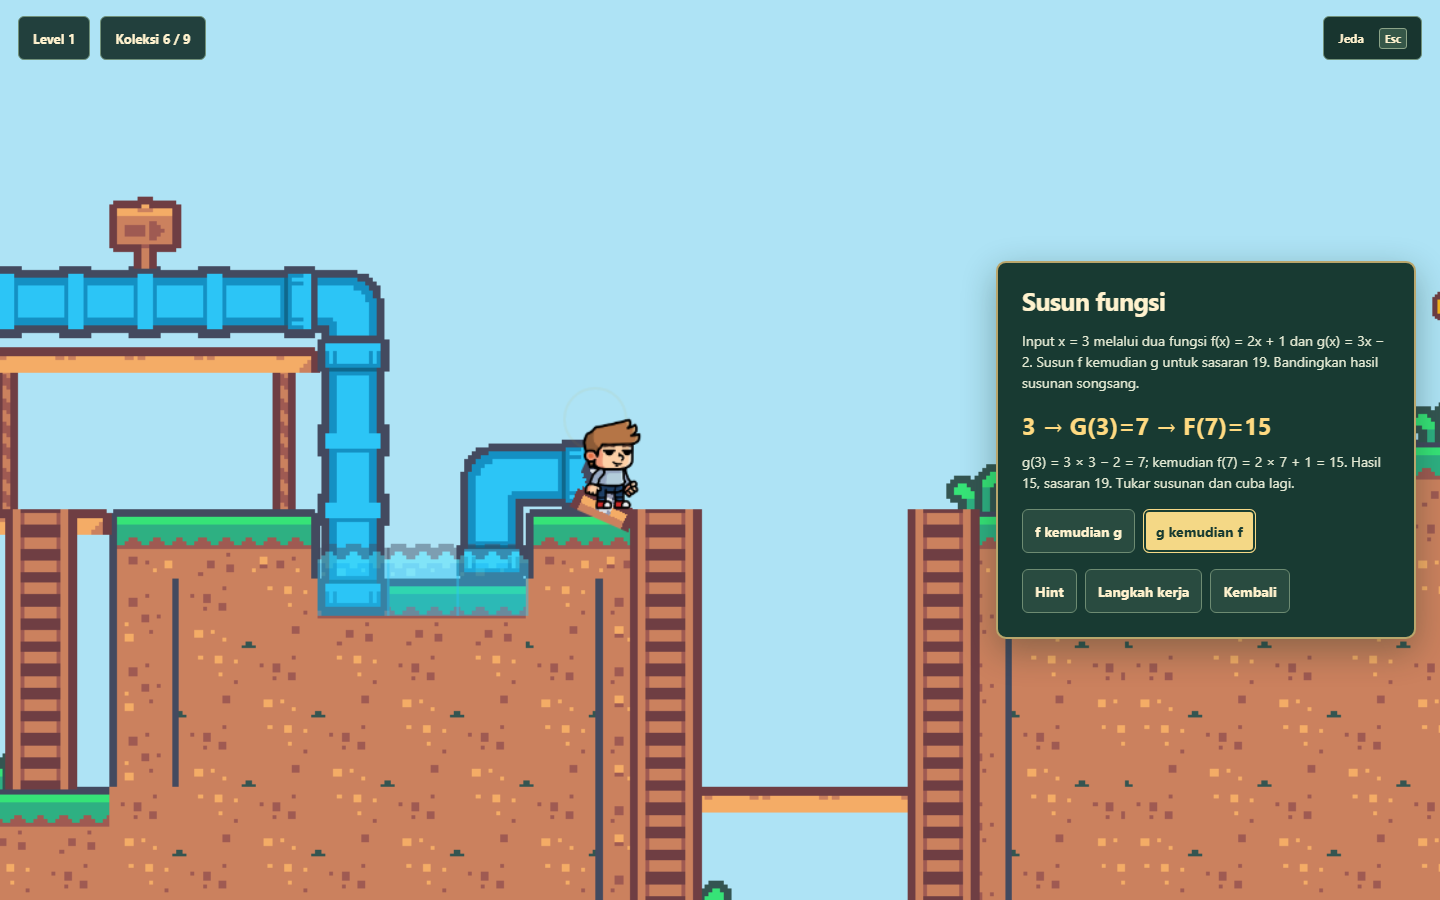 Level 1
Koleksi 6 / 9
Jeda Esc
Susun fungsi
Input x = 3 melalui dua fungsi f(x) = 2x + 1 dan g(x) = 3x −
2. Susun f kemudian g untuk sasaran 19. Bandingkan hasil
susunan songsang.
3 → G(3)=7 → F(7)=15
g(3) = 3 × 3 − 2 = 7; kemudian f(7) = 2 × 7 + 1 = 15. Hasil
15, sasaran 19. Tukar susunan dan cuba lagi.
f kemudian g
g kemudian f
Hint
Langkah kerja
Kembali